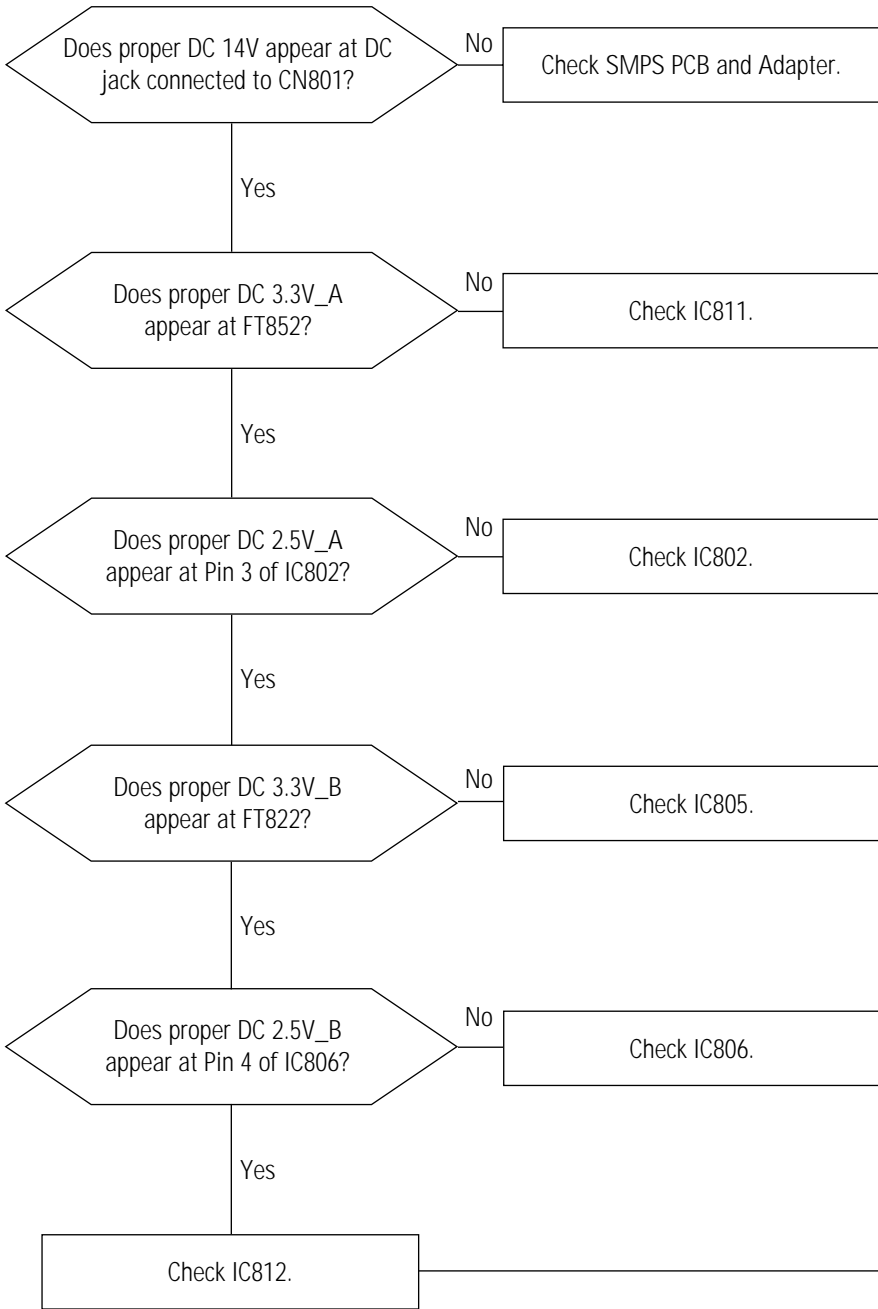 Does proper DC 14V appear at DC
jack connected to CN801?
No
Check SMPS PCB and Adapter.
Yes
Does proper DC 3.3V_A
appear at FT852?
No
Check IC811.
Yes
Does proper DC 2.5V_A
appear at Pin 3 of IC802?
No
Check IC802.
Yes
Does proper DC 3.3V_B
appear at FT822?
No
Check IC805.
Yes
Does proper DC 2.5V_B
appear at Pin 4 of IC806?
No
Check IC806.
Yes
Check IC812.